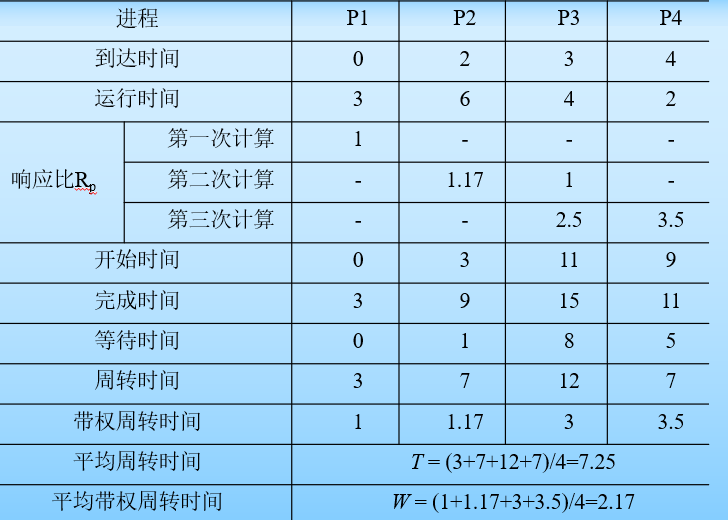 进程 P1 P2 P3 P4
到达时间 0 2 3 4
运行时间 3 6 4 2
响应比Rp 第一次计算 1 - - -
第二次计算 - 1.17 1 -
第三次计算 - - 2.5 3.5
开始时间 0 3 11 9
完成时间 3 9 15 11
等待时间 0 1 8 5
周转时间 3 7 12 7
带权周转时间 1 1.17 3 3.5
平均周转时间 T = (3+7+12+7)/4=7.25
平均带权周转时间 W = (1+1.17+3+3.5)/4=2.17